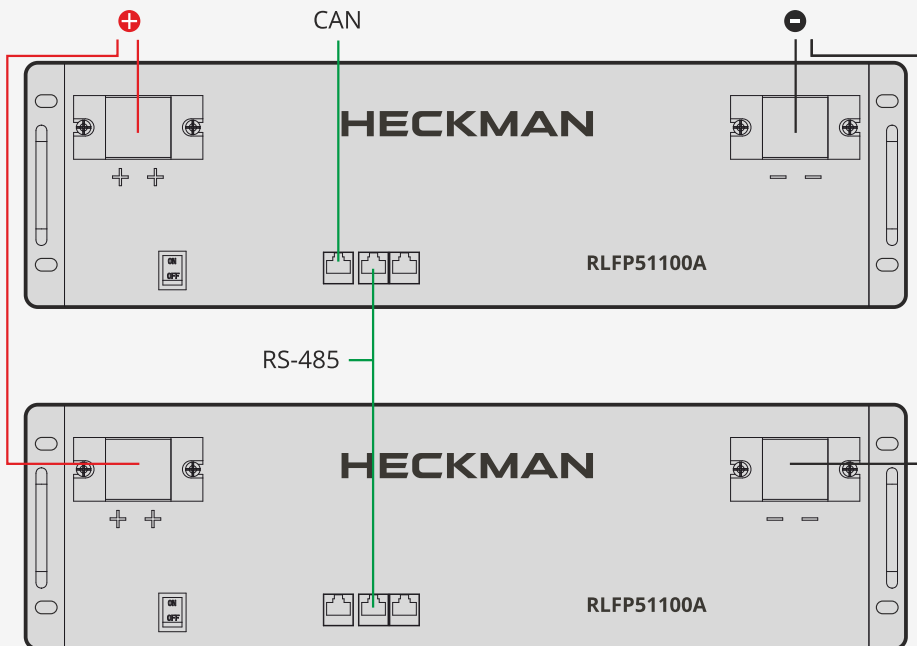 CAN
HECKMAN
+ +
− −
ON
OFF
RLFP51100A
RS-485
HECKMAN
+ +
− −
ON
OFF
RLFP51100A